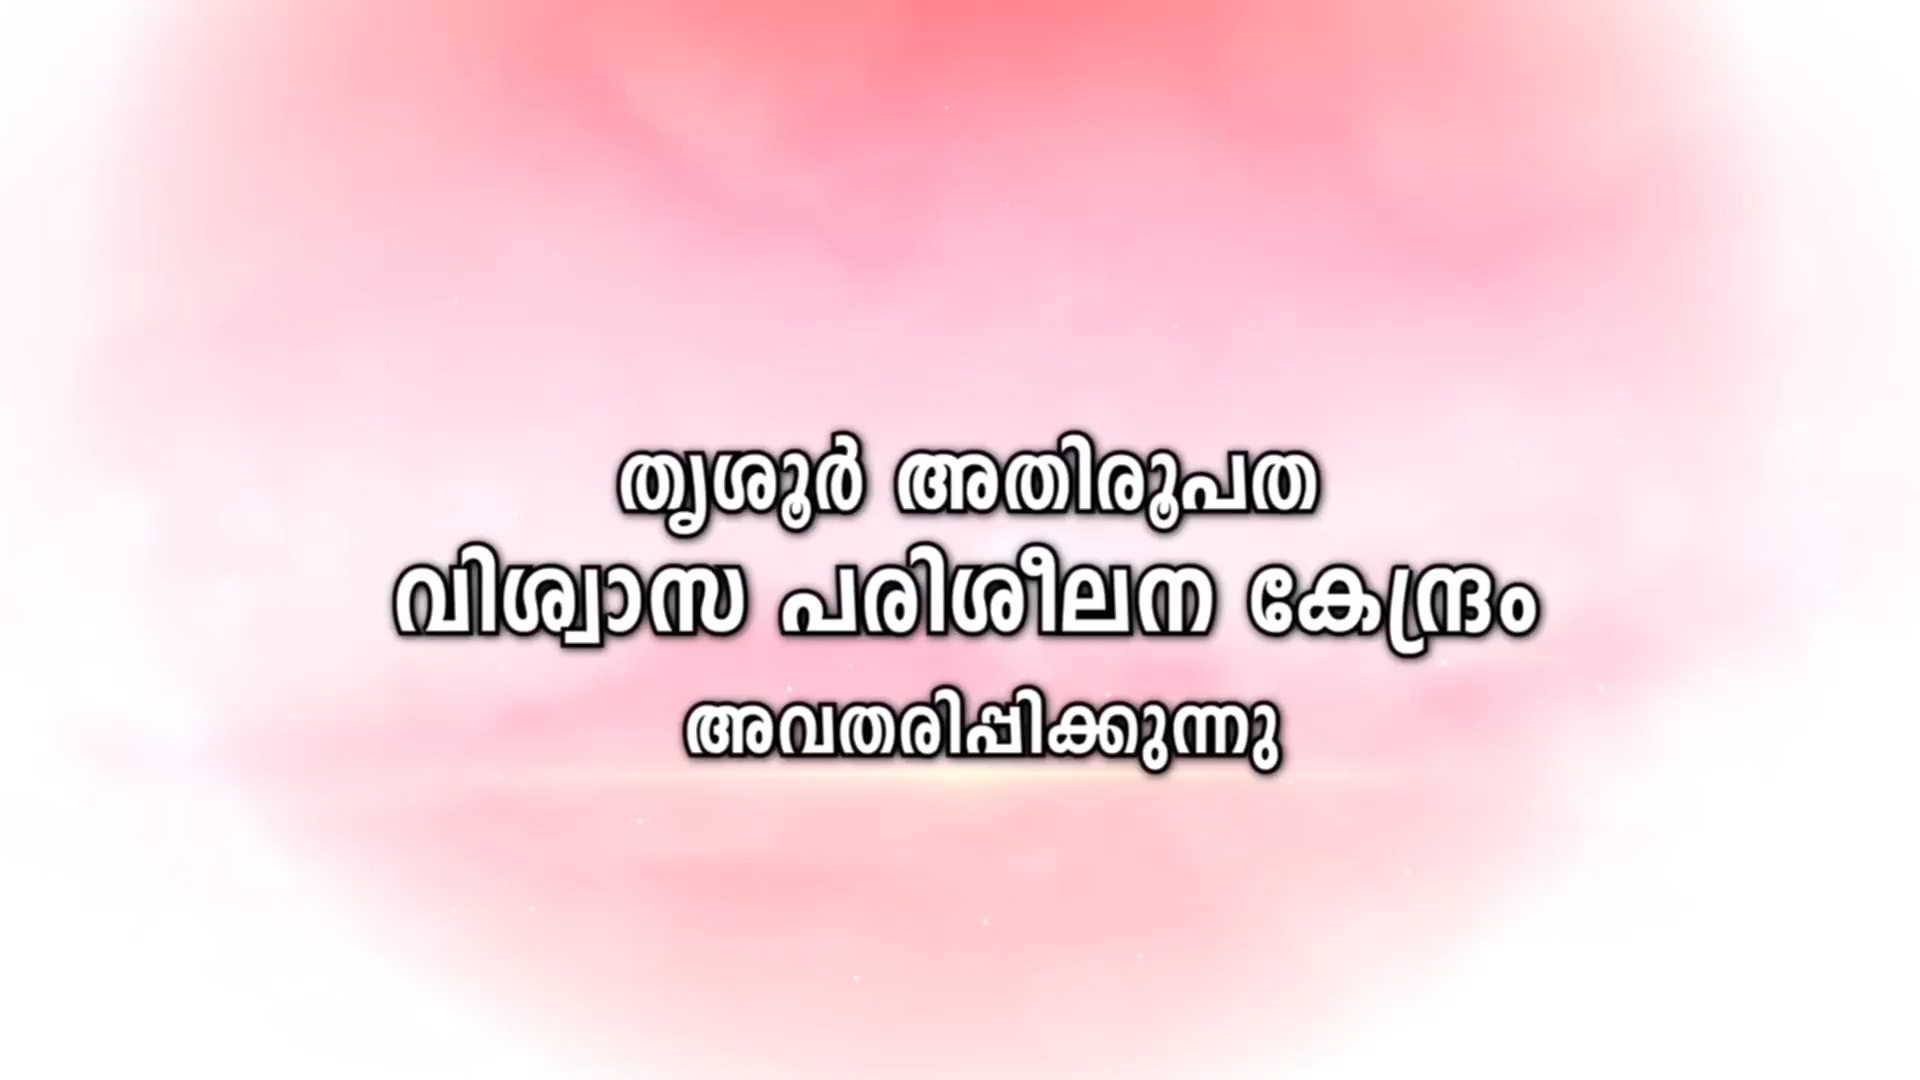 തൃശൂർ അതിരൂപത
വിശ്വാസ പരിശീലന കേന്ദ്രം
അവതരിപ്പിക്കുന്നു